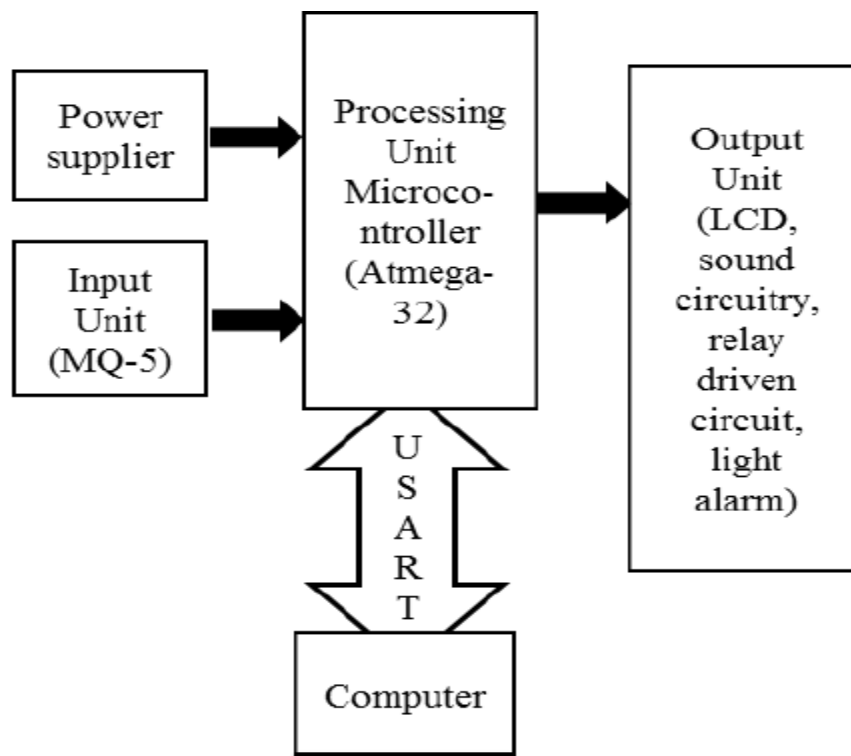 Power
supplier
Input
Unit
(MQ-5)
Processing
Unit
Microco-
ntroller
(Atmega-
32)
Output
Unit
(LCD,
sound
circuitry,
relay
driven
circuit,
light
alarm)
U
S
A
R
T
Computer